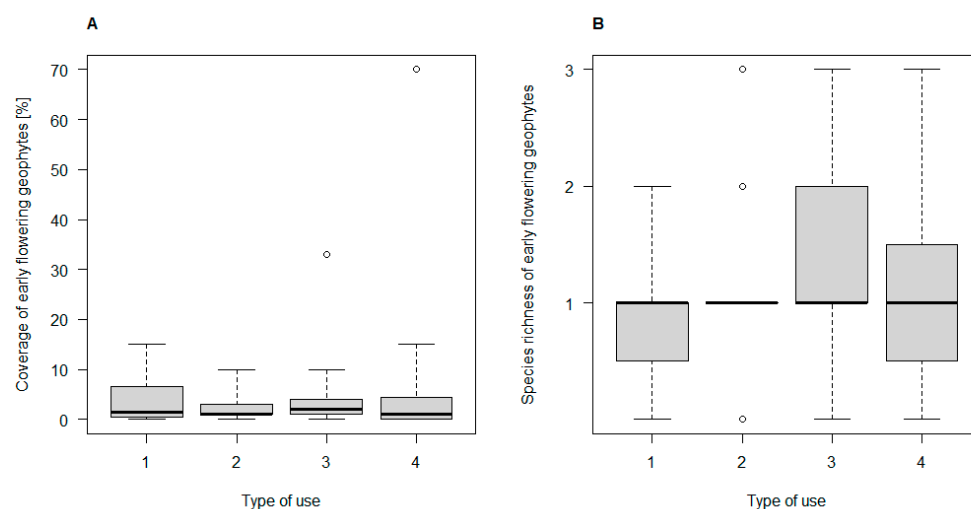 A
Coverage of early flowering geophytes [%]
70
60
50
40
30
20
10
0
1 2 3 4
Type of use
B
Species richness of early flowering geophytes
3
2
1
1 2 3 4
Type of use